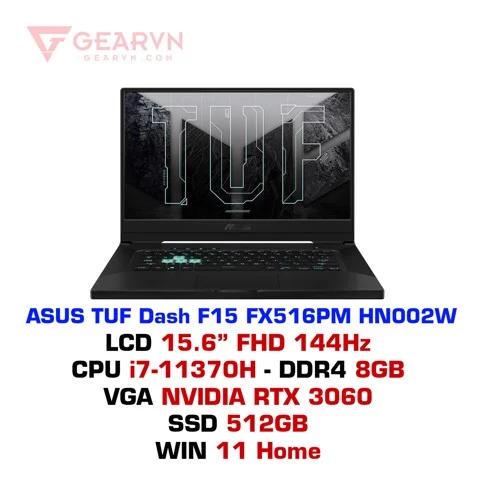 GEARVN
GEARVN.COM
TUF
ASUS TUF Dash F15 FX516PM HN002W
LCD 15.6” FHD 144Hz
CPU i7-11370H - DDR4 8GB
VGA NVIDIA RTX 3060
SSD 512GB
WIN 11 Home